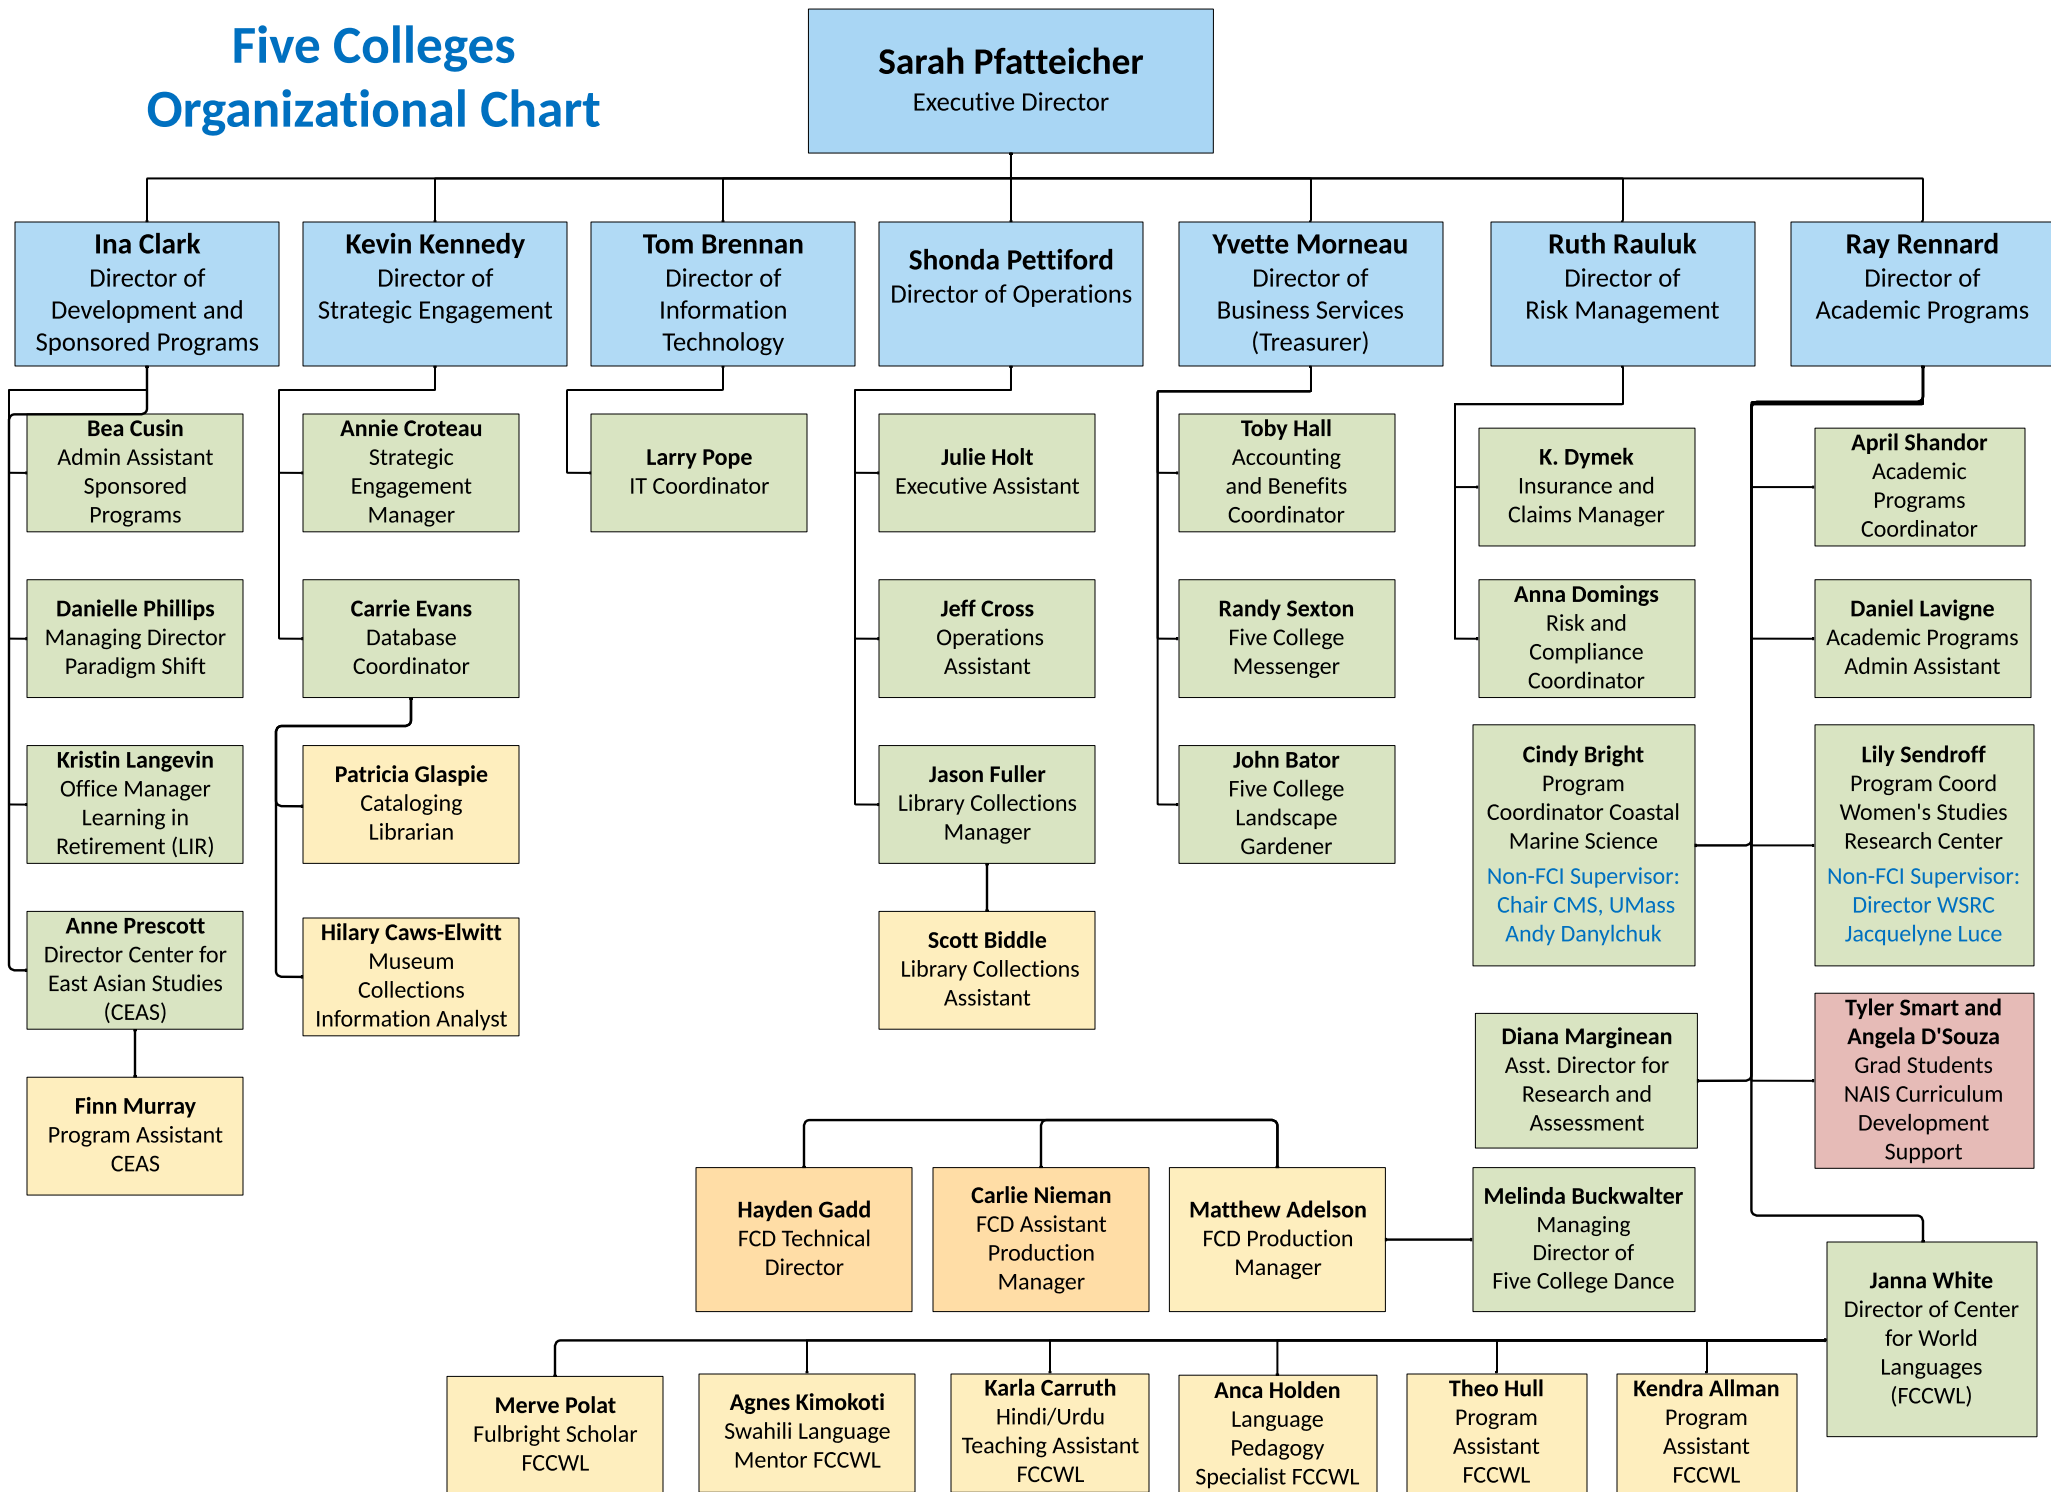 Five Colleges
Organizational Chart
Sarah Pfatteicher
Executive Director
Ina Clark
Director of
Development and
Sponsored Programs
Kevin Kennedy
Director of
Strategic Engagement
Tom Brennan
Director of
Information
Technology
Shonda Pettiford
Director of Operations
Yvette Morneau
Director of
Business Services
(Treasurer)
Ruth Rauluk
Director of
Risk Management
Ray Rennard
Director of
Academic Programs
Bea Cusin
Admin Assistant
Sponsored
Programs
Annie Croteau
Strategic
Engagement
Manager
Larry Pope
IT Coordinator
Julie Holt
Executive Assistant
Toby Hall
Accounting
and Benefits
Coordinator
K. Dymek
Insurance and
Claims Manager
April Shandor
Academic
Programs
Coordinator
Danielle Phillips
Managing Director
Paradigm Shift
Carrie Evans
Database
Coordinator
Jeff Cross
Operations
Assistant
Randy Sexton
Five College
Messenger
Anna Domings
Risk and
Compliance
Coordinator
Daniel Lavigne
Academic Programs
Admin Assistant
Kristin Langevin
Office Manager
Learning in
Retirement (LIR)
Patricia Glaspie
Cataloging
Librarian
Jason Fuller
Library Collections
Manager
John Bator
Five College
Landscape
Gardener
Cindy Bright
Program
Coordinator Coastal
Marine Science
Non-FCI Supervisor:
Chair CMS, UMass
Andy Danylchuk
Lily Sendroff
Program Coord
Women's Studies
Research Center
Non-FCI Supervisor:
Director WSRC
Jacquelyne Luce
Anne Prescott
Director Center for
East Asian Studies
(CEAS)
Hilary Caws-Elwitt
Museum
Collections
Information Analyst
Scott Biddle
Library Collections
Assistant
Diana Marginean
Asst. Director for
Research and
Assessment
Tyler Smart and
Angela D'Souza
Grad Students
NAIS Curriculum
Development
Support
Finn Murray
Program Assistant
CEAS
Hayden Gadd
FCD Technical
Director
Carlie Nieman
FCD Assistant
Production
Manager
Matthew Adelson
FCD Production
Manager
Melinda Buckwalter
Managing
Director of
Five College Dance
Janna White
Director of Center
for World
Languages
(FCCWL)
Merve Polat
Fulbright Scholar
FCCWL
Agnes Kimokoti
Swahili Language
Mentor FCCWL
Karla Carruth
Hindi/Urdu
Teaching Assistant
FCCWL
Anca Holden
Language
Pedagogy
Specialist FCCWL
Theo Hull
Program
Assistant
FCCWL
Kendra Allman
Program
Assistant
FCCWL